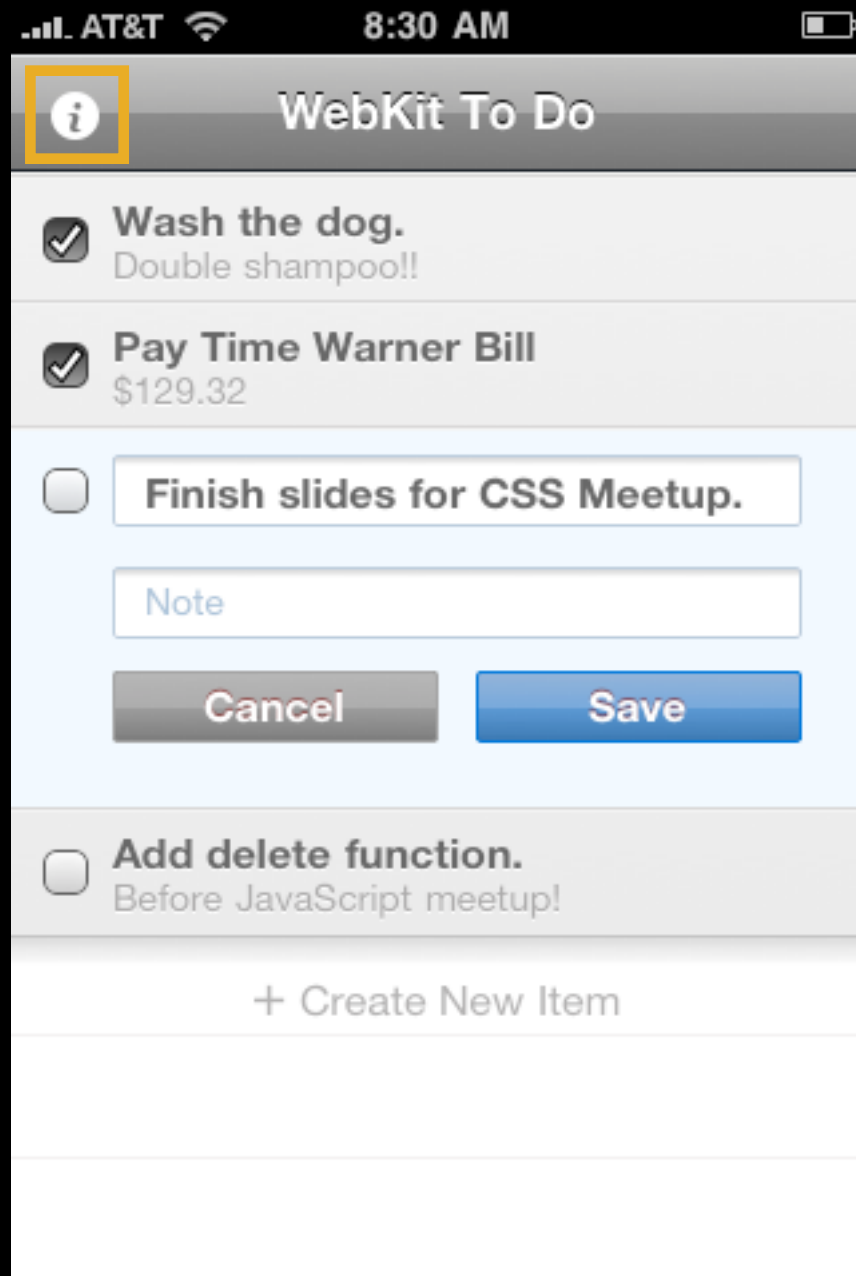 AT&T 8:30 AM
i WebKit To Do
Wash the dog.
Double shampoo!!
Pay Time Warner Bill
$129.32
Finish slides for CSS Meetup.
Note
Cancel Save
Add delete function.
Before JavaScript meetup!
+ Create New Item